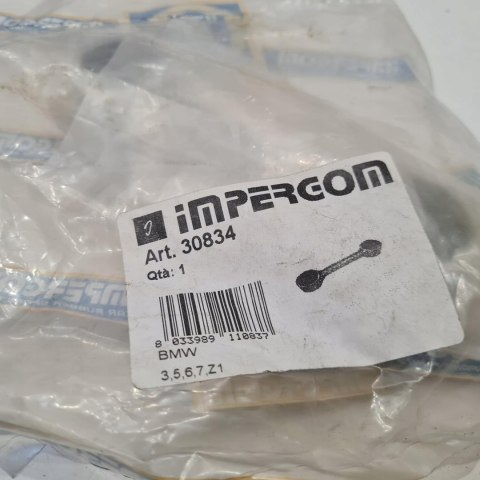 IMPERGOM
Art. 30834
Qtà: 1
8 033989 110837
BMW
3,5,6,7,Z1